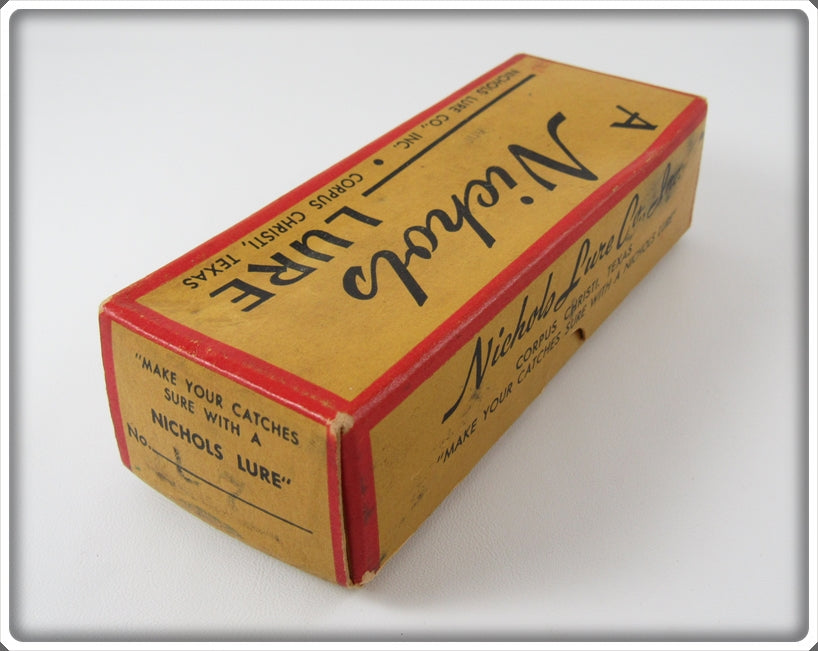 A
Nichols
LURE
NICHOLS LURE CO., INC. • CORPUS CHRISTI, TEXAS
Nichols Lure Co., Inc.
CORPUS CHRISTI, TEXAS
"MAKE YOUR CATCHES SURE WITH A NICHOLS LURE"
"MAKE YOUR CATCHES
SURE WITH A
NICHOLS LURE"
No.